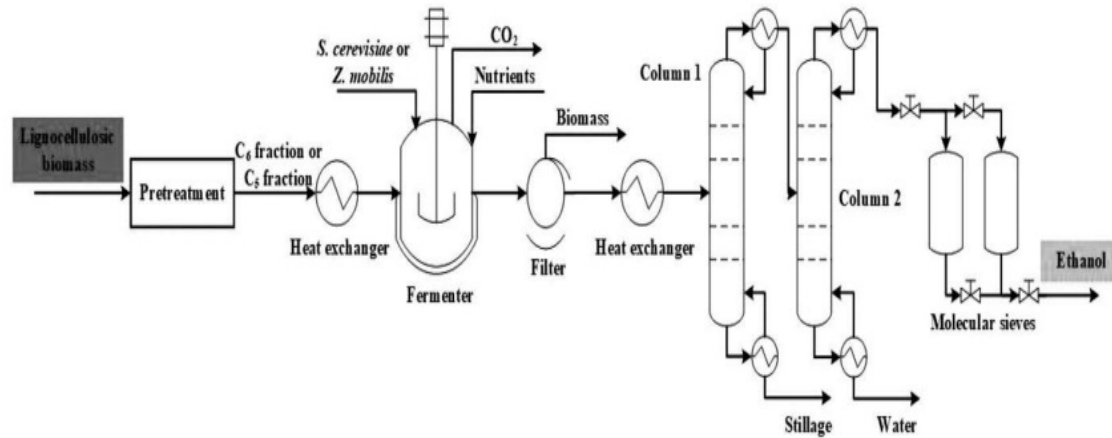 Lignocellulosic
biomass
Pretreatment
C₆ fraction or
C₅ fraction
Heat exchanger
S. cerevisiae or
Z. mobilis
CO₂
Nutrients
Fermenter
Biomass
Filter
Heat exchanger
Column 1
Stillage
Column 2
Water
Molecular sieves
Ethanol